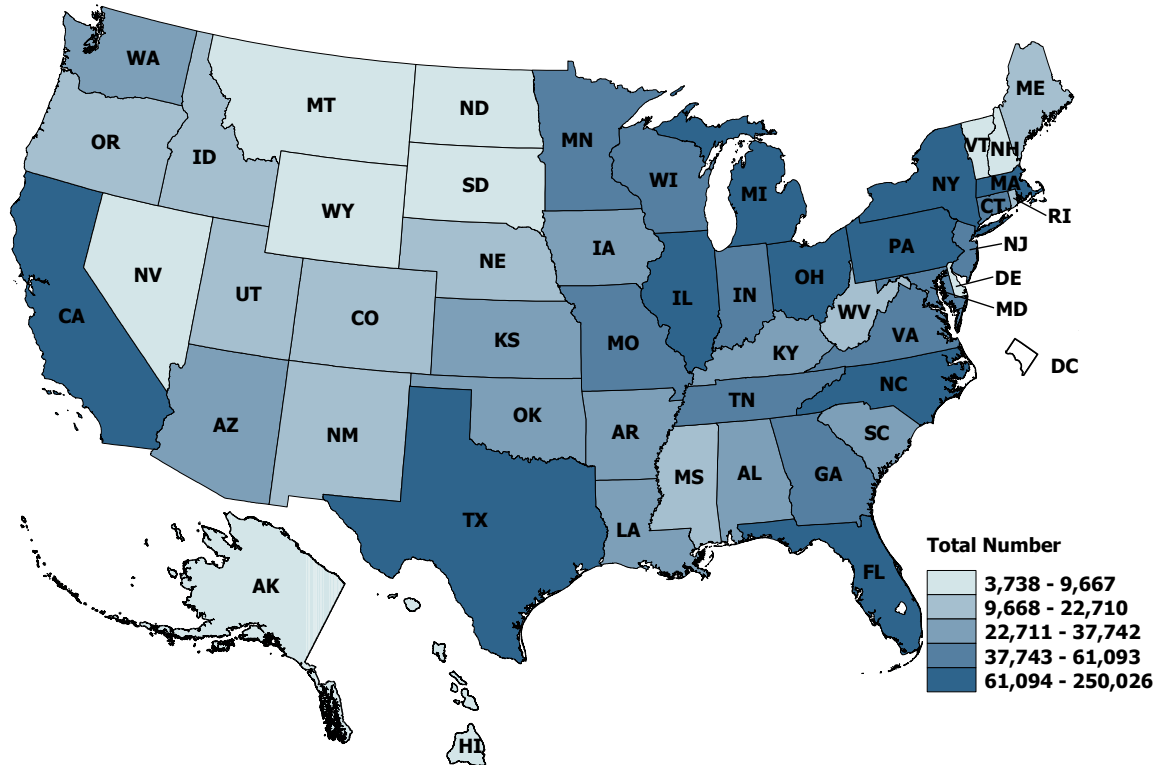 WA
MT
ND
MN
ME
OR
ID
SD
WI
MI
VT
NH
NY
MA
CT
RI
WY
NV
UT
NE
IA
PA
NJ
DE
MD
CA
CO
KS
MO
IL
IN
OH
WV
VA
KY
DC
AZ
NM
OK
AR
TN
NC
SC
MS
AL
GA
TX
LA
FL
AK
HI
Total Number
3,738 - 9,667
9,668 - 22,710
22,711 - 37,742
37,743 - 61,093
61,094 - 250,026